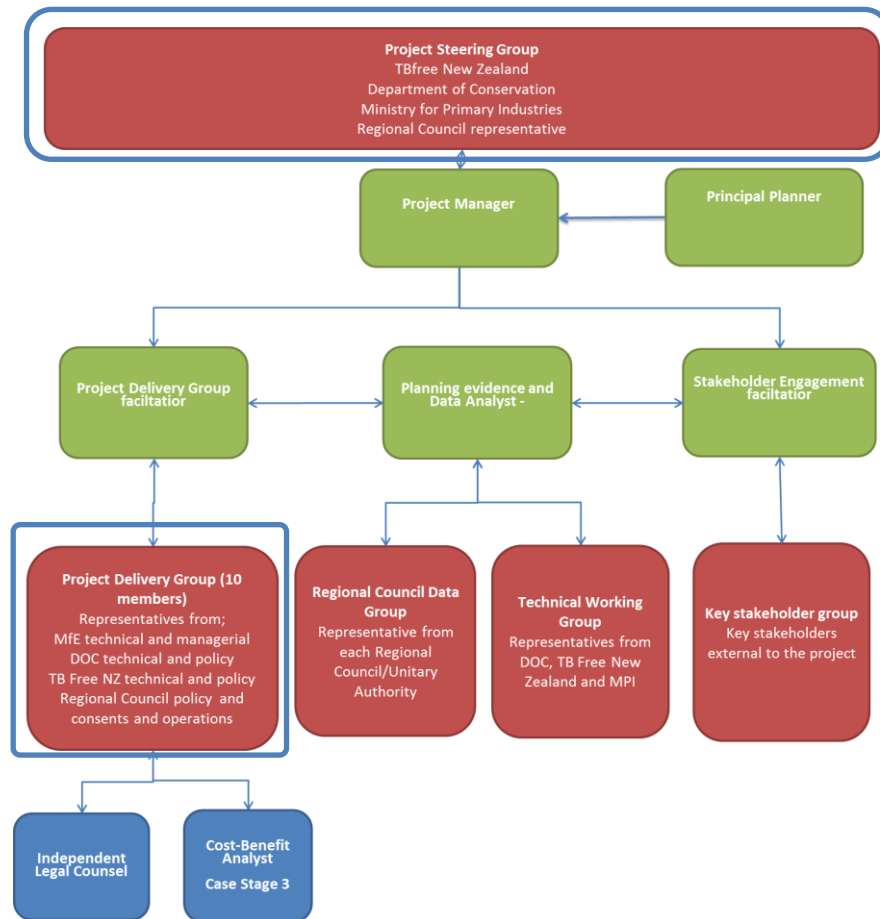 Project Steering Group
TBfree New Zealand
Department of Conservation
Ministry for Primary Industries
Regional Council representative
Project Manager
Principal Planner
Project Delivery Group
faciltatior
Planning evidence and
Data Analyst -
Stakeholder Engagement
faciltatior
Project Delivery Group (10
members)
Representatives from;
MfE technical and managerial
DOC technical and policy
TB Free NZ technical and policy
Regional Council policy and
consents and operations
Regional Council Data
Group
Representative from
each Regional
Council/Unitary
Authority
Technical Working
Group
Representatives from
DOC, TB Free New
Zealand and MPI
Key stakeholder group
Key stakeholders
external to the project
Independent
Legal Counsel
Cost-Benefit
Analyst
Case Stage 3